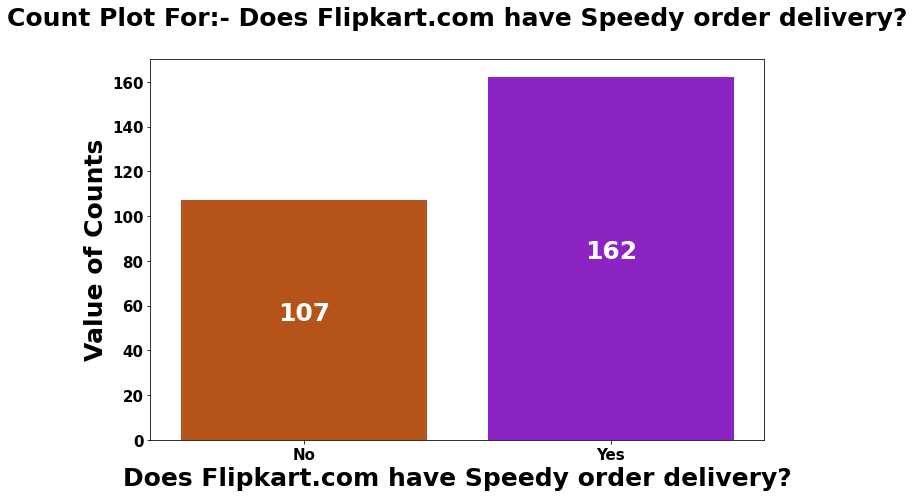 Count Plot For:- Does Flipkart.com have Speedy order delivery?
Value of Counts
160
140
120
100
80
60
40
20
0
107
162
No
Yes
Does Flipkart.com have Speedy order delivery?